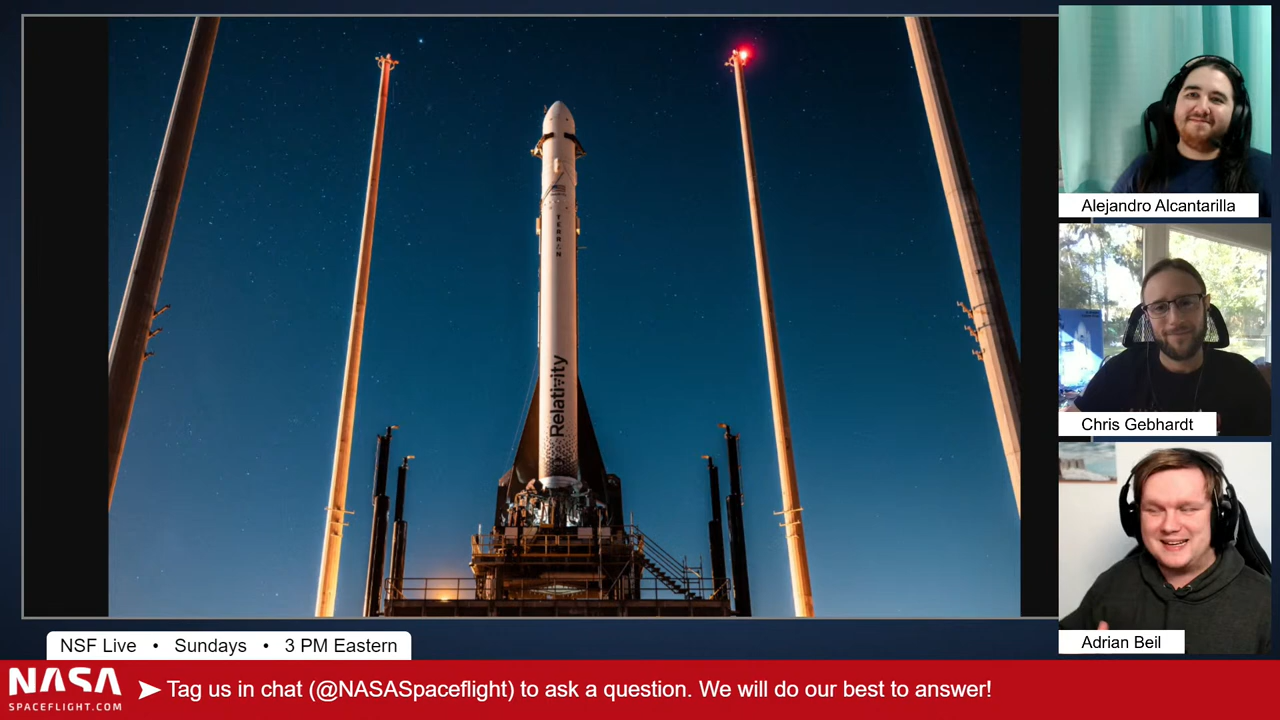 TERRAN
Relativity
Alejandro Alcantarilla
Chris Gebhardt
Adrian Beil
NSF Live • Sundays • 3 PM Eastern
NASA
SPACEFLIGHT.COM
Tag us in chat (@NASASpaceflight) to ask a question. We will do our best to answer!